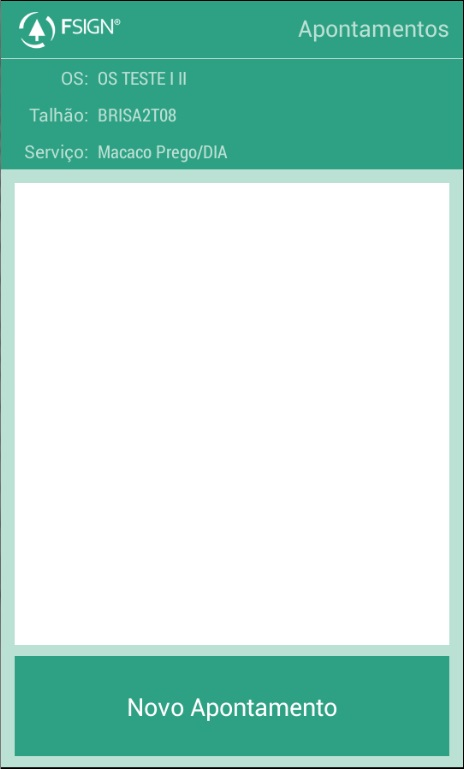 FSIGN®
Apontamentos
OS: OS TESTE I II
Talhão: BRISA2T08
Serviço: Macaco Prego/DIA
Novo Apontamento